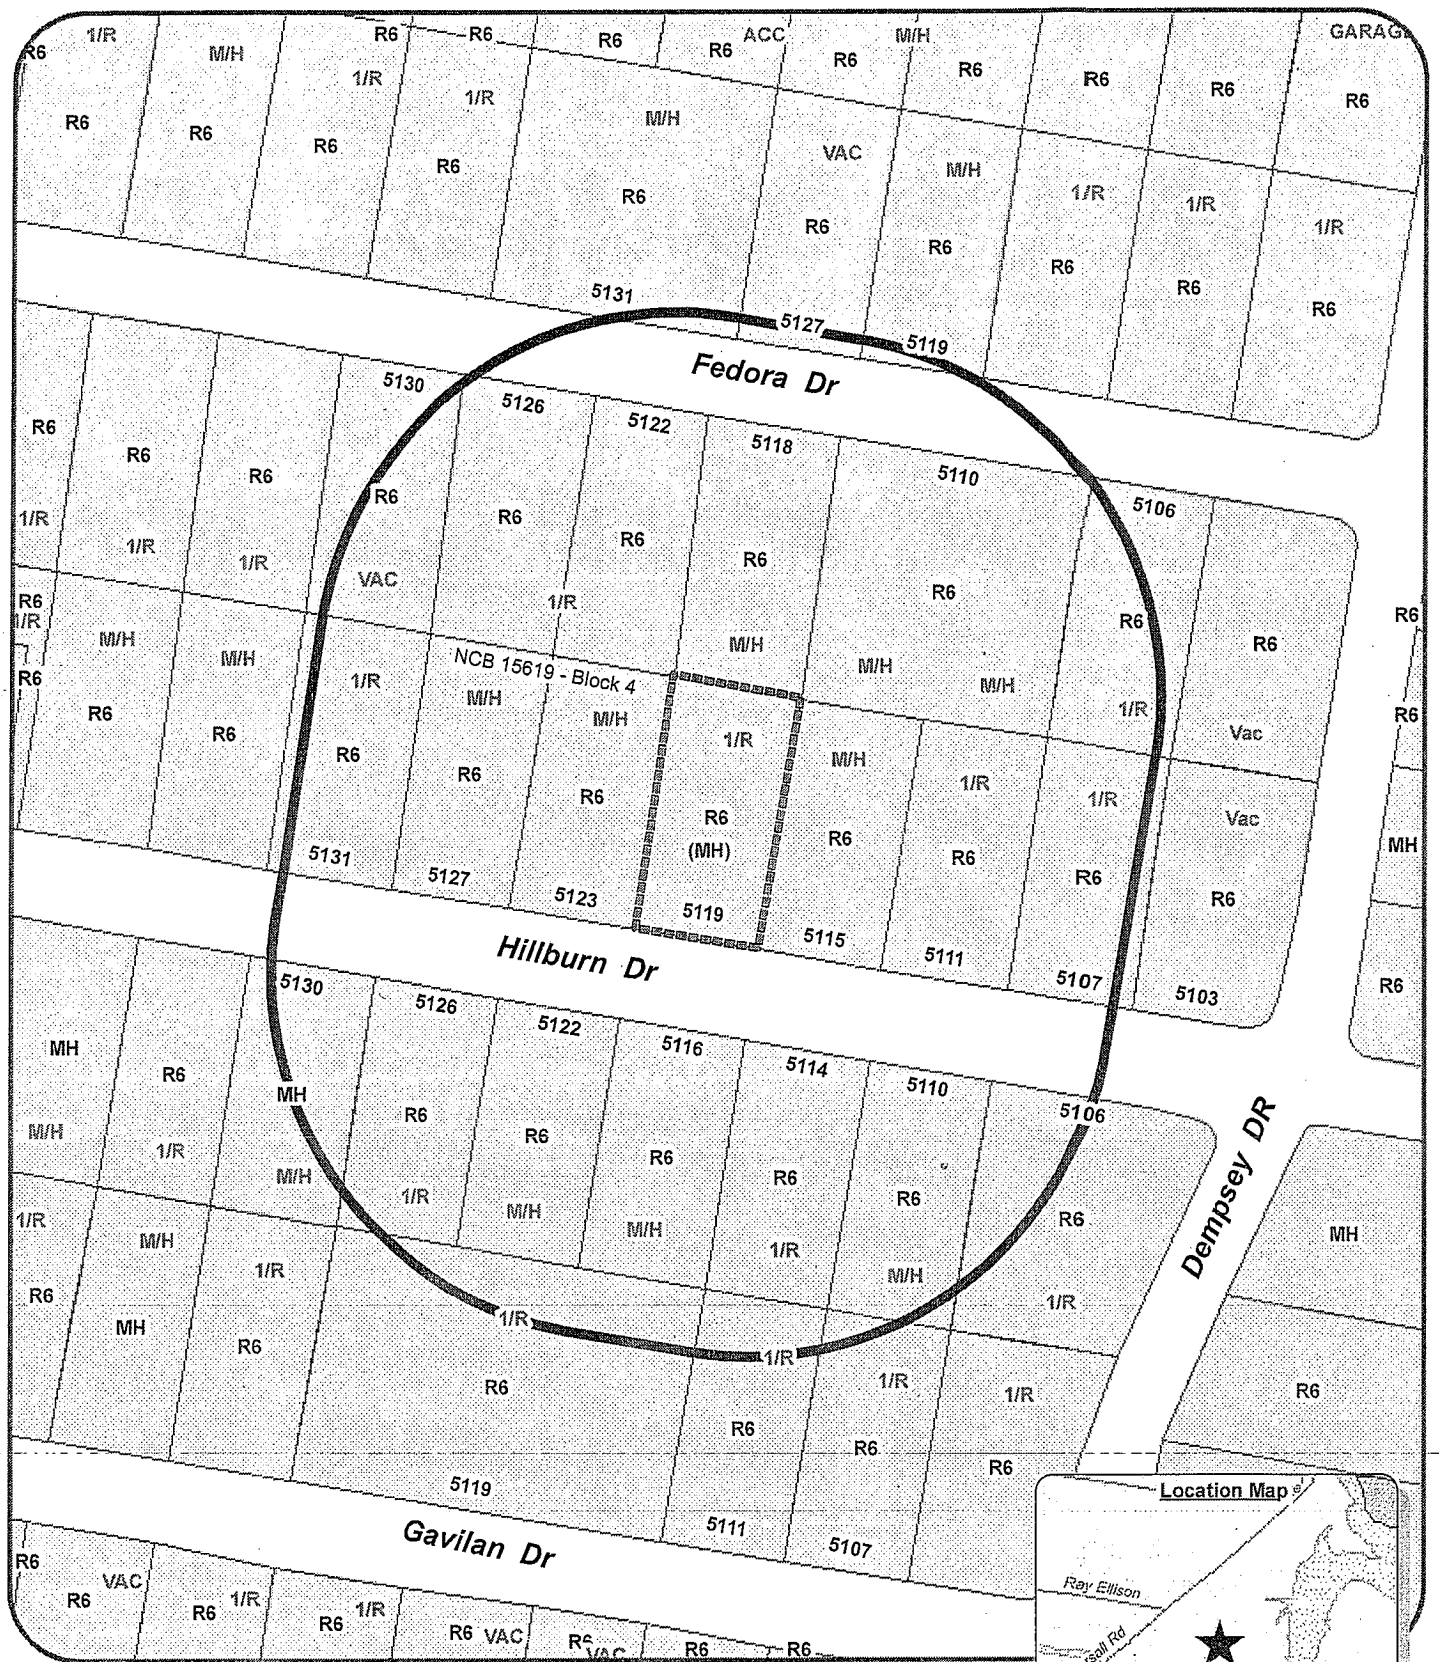 1/R M/H R6 R6 R6 R6 ACC M/H R6 R6 R6 R6
R6 1/R 1/R R6 R6
R6 R6 R6 R6 M/H VAC M/H 1/R 1/R 1/R
R6 R6 R6 R6 R6 R6
5131 5127 5119
Fedora Dr
5130 5126 5122 5118 5110 5106
R6 R6 R6 R6 R6 R6 R6 R6 R6 R6 R6 R6
1/R 1/R 1/R VAC 1/R M/H M/H M/H 1/R Vac
R6
1/R
R6
NCB 15619 - Block 4
M/H M/H 1/R M/H M/H 1/R M/H 1/R 1/R Vac
R6 R6 R6 R6 R6 R6 R6 R6 R6 R6
(MH)
5131 5127 5123 5119 5115 5111 5107 5103
R6
MH
R6
Hillburn Dr
5130 5126 5122 5116 5114 5110 5106
MH R6 MH R6 R6 R6 R6 R6 R6
M/H 1/R M/H 1/R M/H M/H 1/R M/H 1/R
Dempsey DR
MH
R6
1/R M/H 1/R 1/R 1/R 1/R 1/R
R6 MH R6 R6 R6 R6 R6
5119 5111 5107
Gavilan Dr
R6
R6 VAC R6 1/R R6 1/R R6 VAC VAC R6 R6
Location Map
Ray Ellison